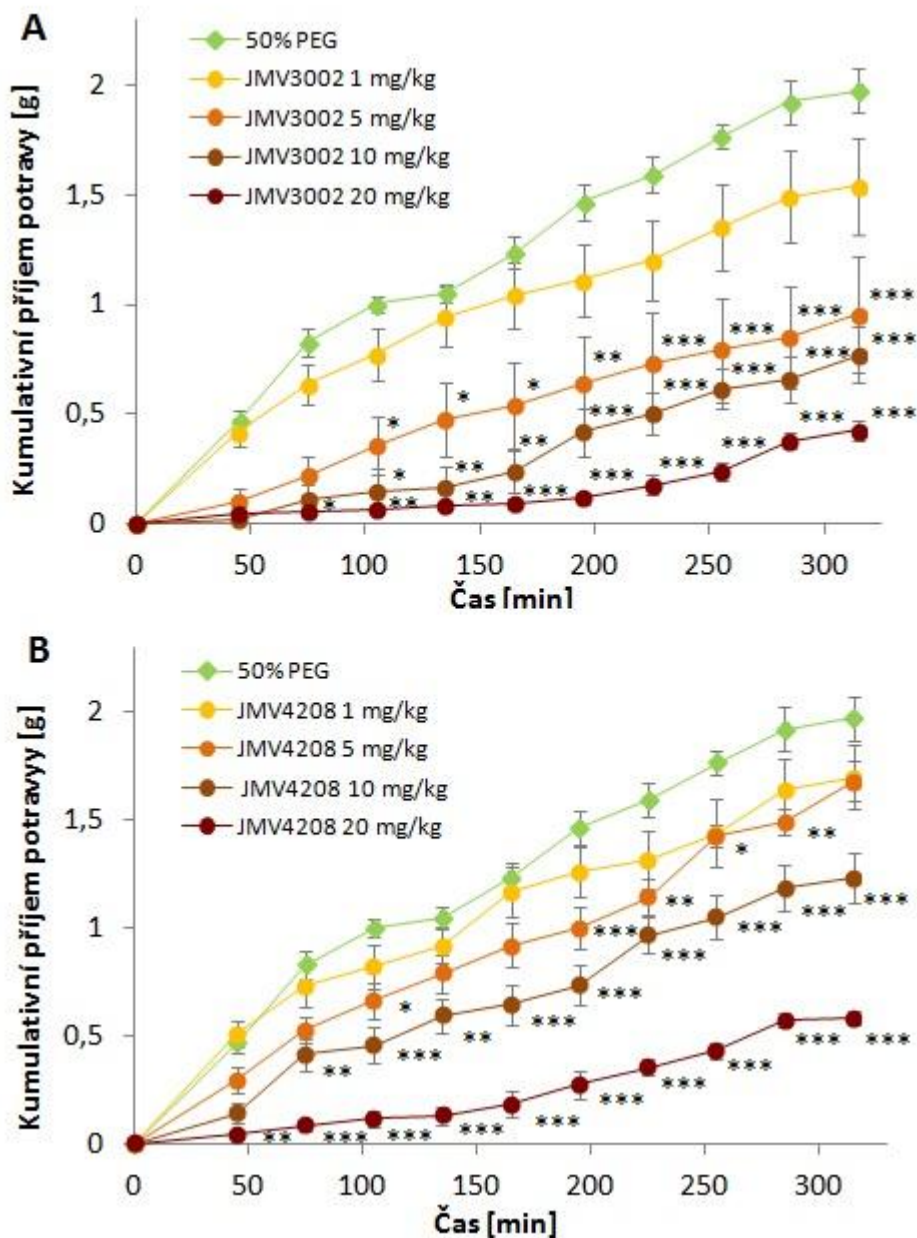 A
50% PEG
JMV3002 1 mg/kg
JMV3002 5 mg/kg
JMV3002 10 mg/kg
JMV3002 20 mg/kg
Kumulativní příjem potravy [g]
2
1,5
1
0,5
0
*** 
*** *** *** *** ***
** *** *** ***
* * *
*** *** ***
* ** ** *** *** *** ***
* ** **
0 50 100 150 200 250 300
Čas [min]
B
50% PEG
JMV4208 1 mg/kg
JMV4208 5 mg/kg
JMV4208 10 mg/kg
JMV4208 20 mg/kg
Kumulativní příjem potravyy [g]
2
1,5
1
0,5
0
* **
*** ** *** *** ***
* *** ***
** *** ** *** ***
*** *** *** ***
** *** *** *** ***
0 50 100 150 200 250 300
Čas [min]